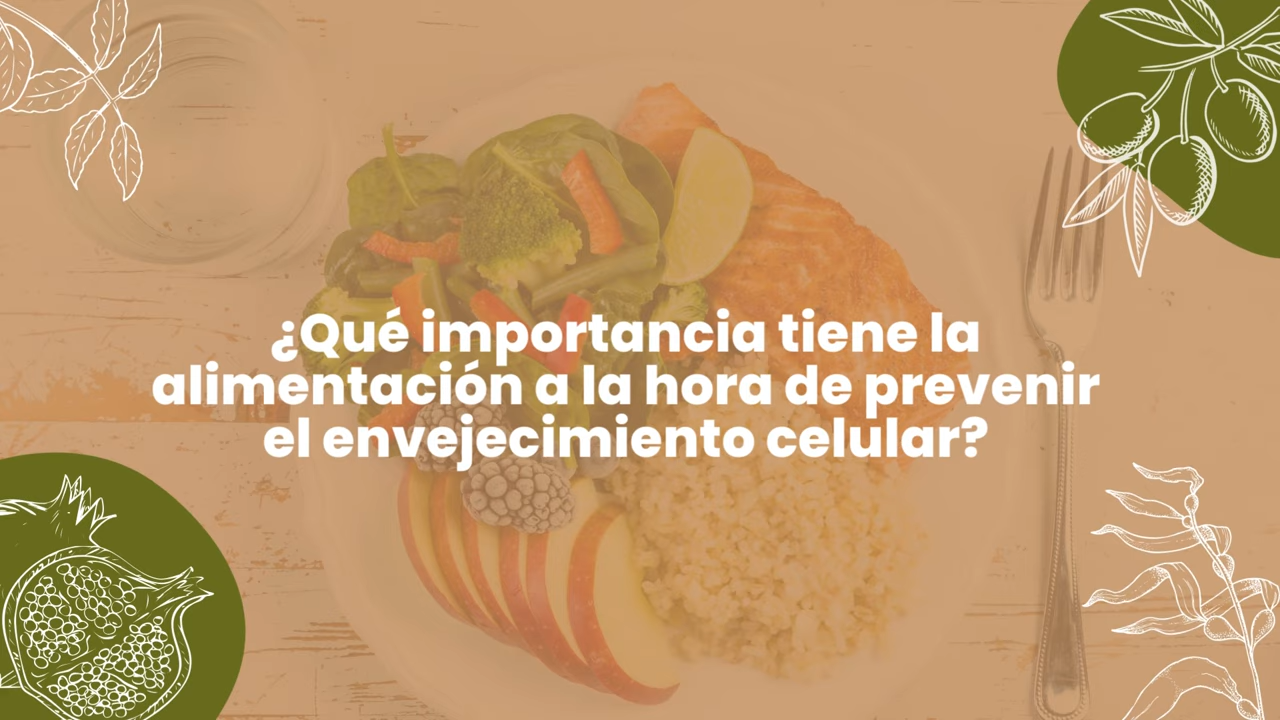 ¿Qué importancia tiene la
alimentación a la hora de prevenir
el envejecimiento celular?